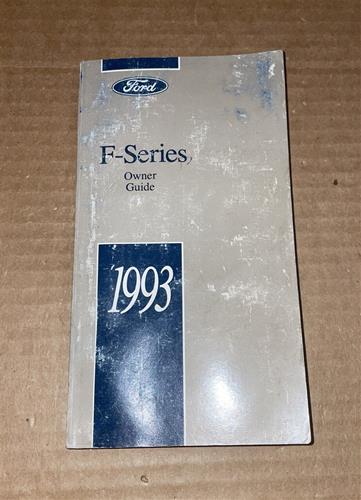 Ford
F-Series
Owner
Guide
1993